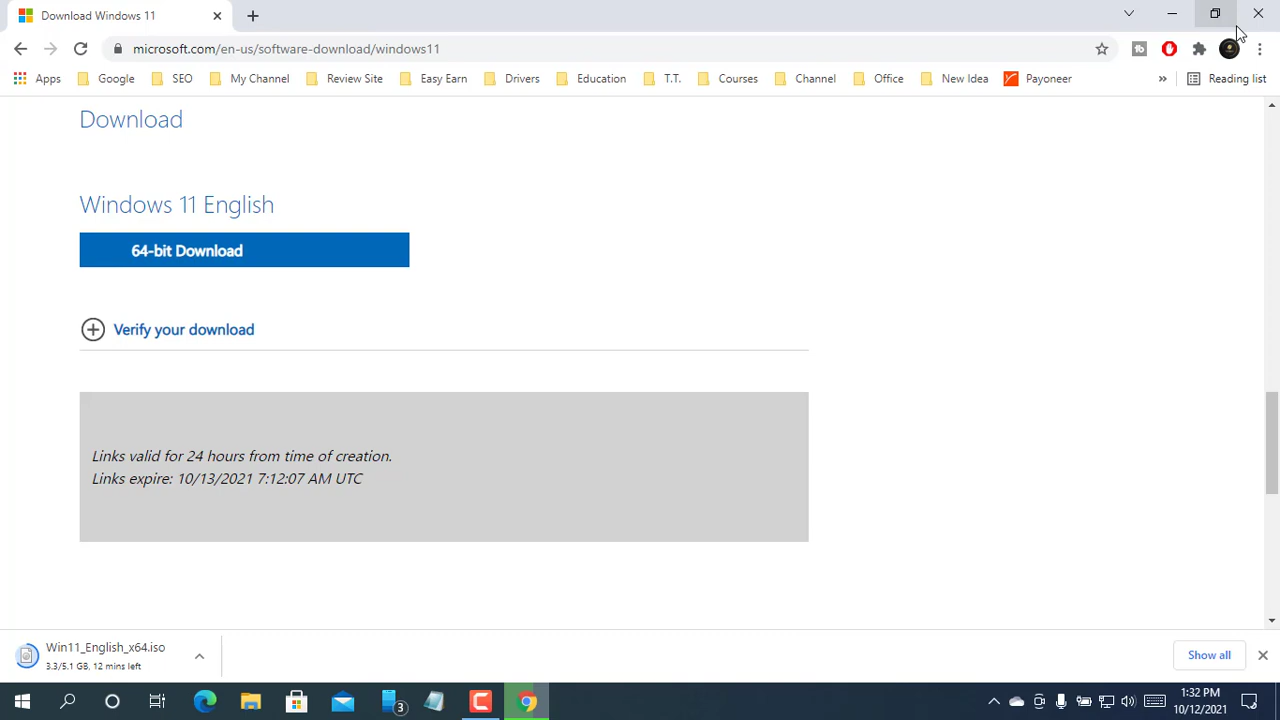 Download Windows 11
microsoft.com/en-us/software-download/windows11
Apps Google SEO My Channel Review Site Easy Earn Drivers Education T.T. Courses Channel Office New Idea Payoneer » Reading list
Download
Windows 11 English
64-bit Download
Verify your download
Links valid for 24 hours from time of creation.
Links expire: 10/13/2021 7:12:07 AM UTC
Win11_English_x64.iso
3.3/5.1 GB, 12 mins left
Show all
3
1:32 PM
10/12/2021